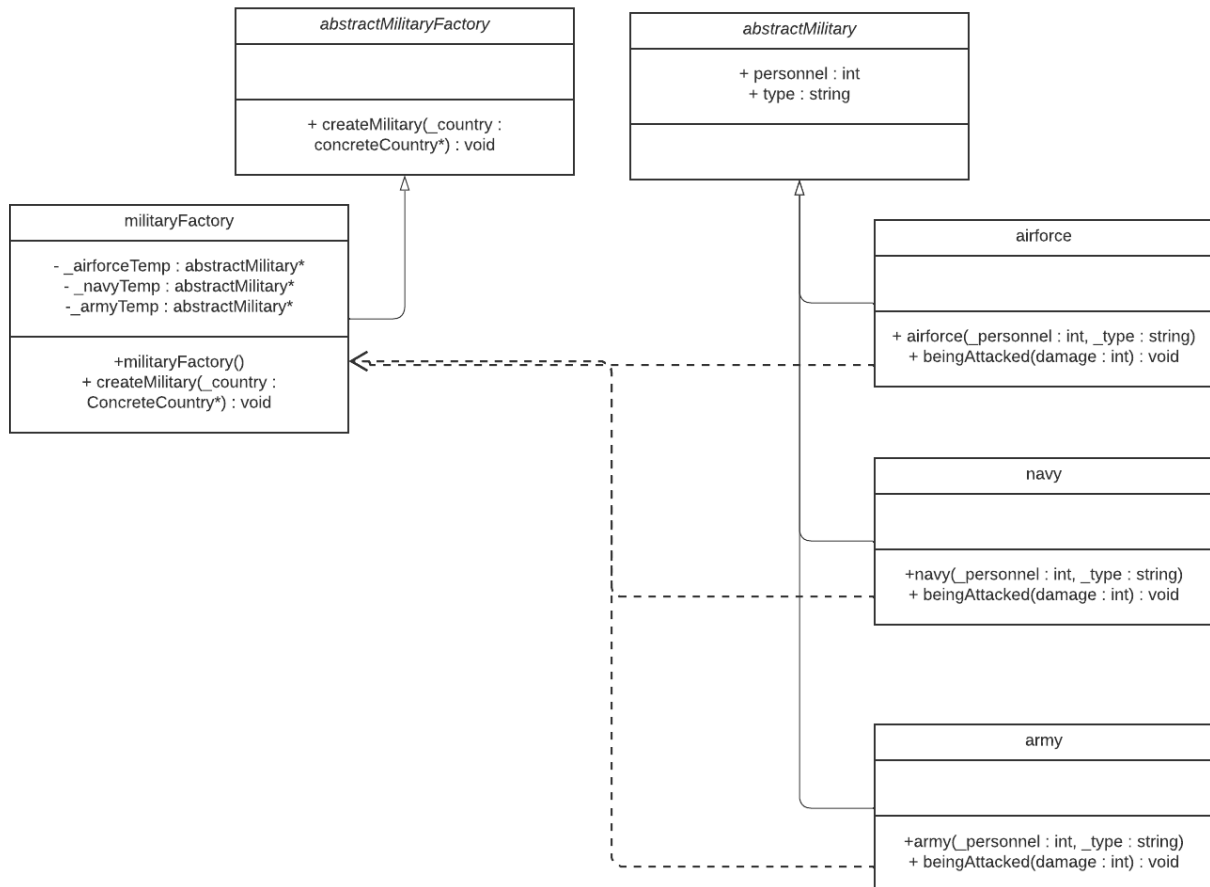 abstractMilitaryFactory
+ createMilitary(_country :
concreteCountry*) : void
abstractMilitary
+ personnel : int
+ type : string
militaryFactory
- _airforceTemp : abstractMilitary*
- _navyTemp : abstractMilitary*
-_armyTemp : abstractMilitary*
+militaryFactory()
+ createMilitary(_country :
ConcreteCountry*) : void
airforce
+ airforce(_personnel : int, _type : string)
+ beingAttacked(damage : int) : void
navy
+navy(_personnel : int, _type : string)
+ beingAttacked(damage : int) : void
army
+army(_personnel : int, _type : string)
+ beingAttacked(damage : int) : void